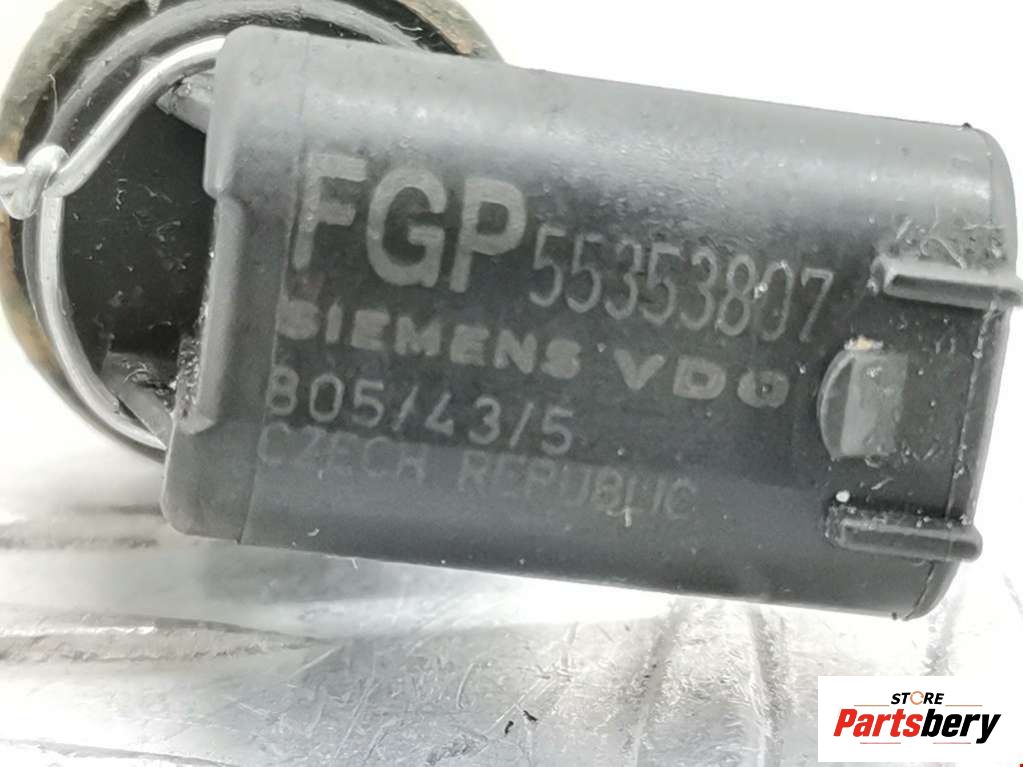 FGP 55353807
SIEMENS VDO
805/43/5
CZECH REPUBLIC
STORE
Partsbery